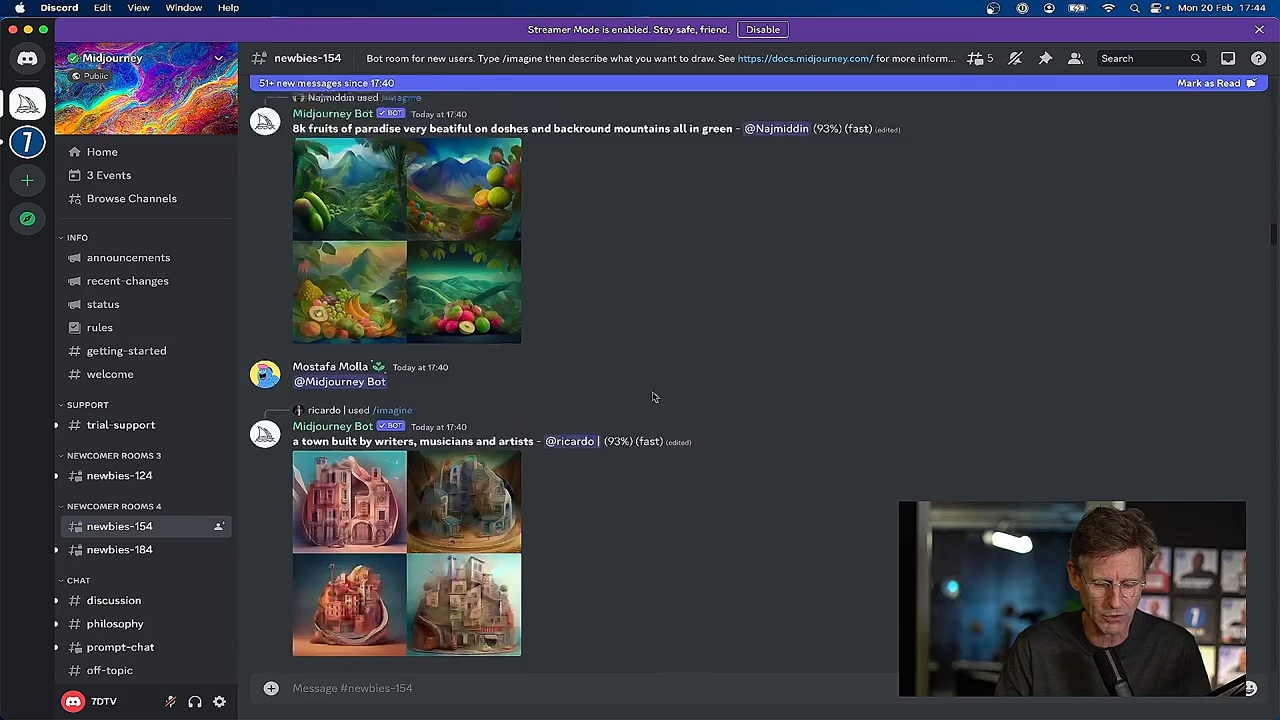 Discord Edit View Window Help
Mon 20 Feb 17:44
Streamer Mode is enabled. Stay safe, friend. Disable
Midjourney
Public
newbies-154
Bot room for new users. Type /imagine then describe what you want to draw. See https://docs.midjourney.com/ for more inform...
5
Search
51+ new messages since 17:40
Mark as Read
Home
3 Events
Browse Channels
INFO
announcements
recent-changes
status
rules
getting-started
welcome
SUPPORT
trial-support
NEWCOMER ROOMS 3
newbies-124
NEWCOMER ROOMS 4
newbies-154
newbies-184
CHAT
discussion
philosophy
prompt-chat
off-topic
7DTV
Najmiddin used /imagine
Midjourney Bot BOT Today at 17:40
8k fruits of paradise very beatiful on doshes and backround mountains all in green - @Najmiddin (93%) (fast) (edited)
Mostafa Molla Today at 17:40
@Midjourney Bot
ricardo | used /imagine
Midjourney Bot BOT Today at 17:40
a town built by writers, musicians and artists - @ricardo | (93%) (fast) (edited)
Message #newbies-154